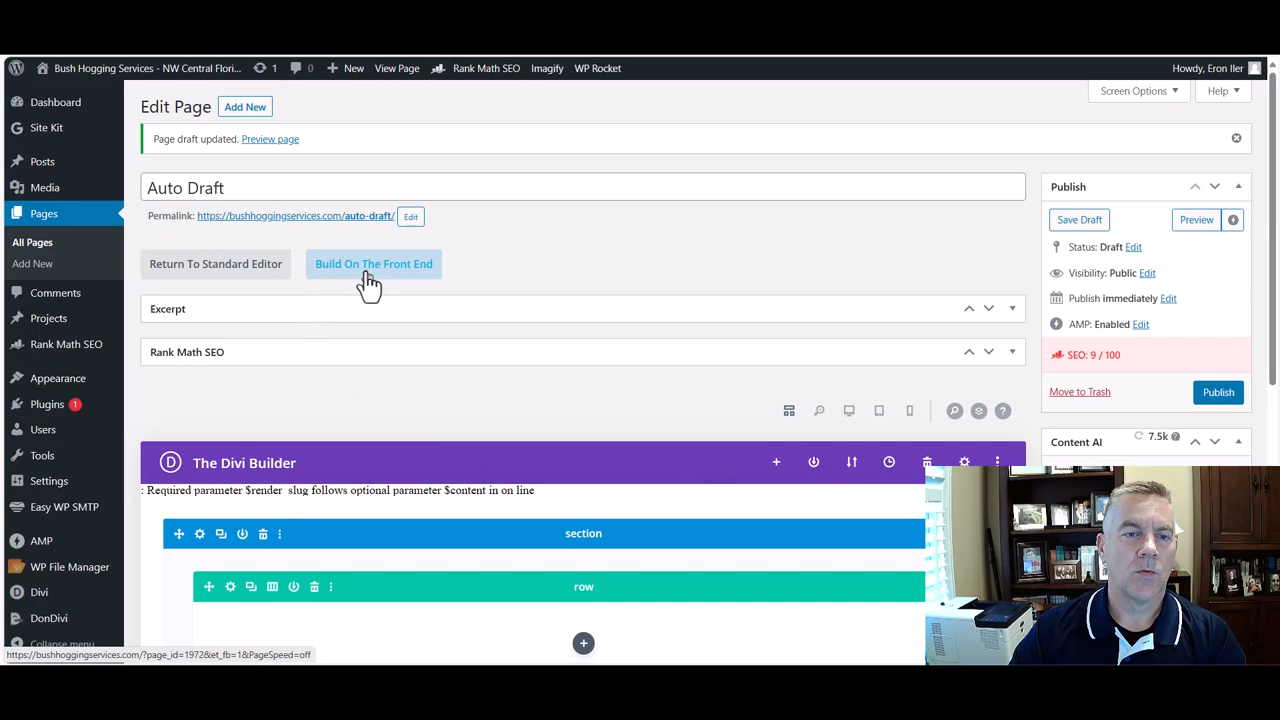 Bush Hogging Services - NW Central Flori... 1 0 New View Page Rank Math SEO Imagify WP Rocket Howdy, Eron Iler
Dashboard
Site Kit
Posts
Media
Pages
All Pages
Add New
Comments
Projects
Rank Math SEO
Appearance
Plugins 1
Users
Tools
Settings
Easy WP SMTP
AMP
WP File Manager
Divi
DonDivi
Collapse menu
Screen Options Help
Edit Page Add New
Page draft updated. Preview page
Auto Draft
Permalink: https://bushhoggingservices.com/auto-draft/ Edit
Return To Standard Editor Build On The Front End
Excerpt
Rank Math SEO
D The Divi Builder
: Required parameter $render_slug follows optional parameter $content in on line
section
row
Publish
Save Draft Preview
Status: Draft Edit
Visibility: Public Edit
Publish immediately Edit
AMP: Enabled Edit
SEO: 9 / 100
Move to Trash Publish
Content AI 7.5k
https://bushhoggingservices.com/?page_id=1972&et_fb=1&PageSpeed=off